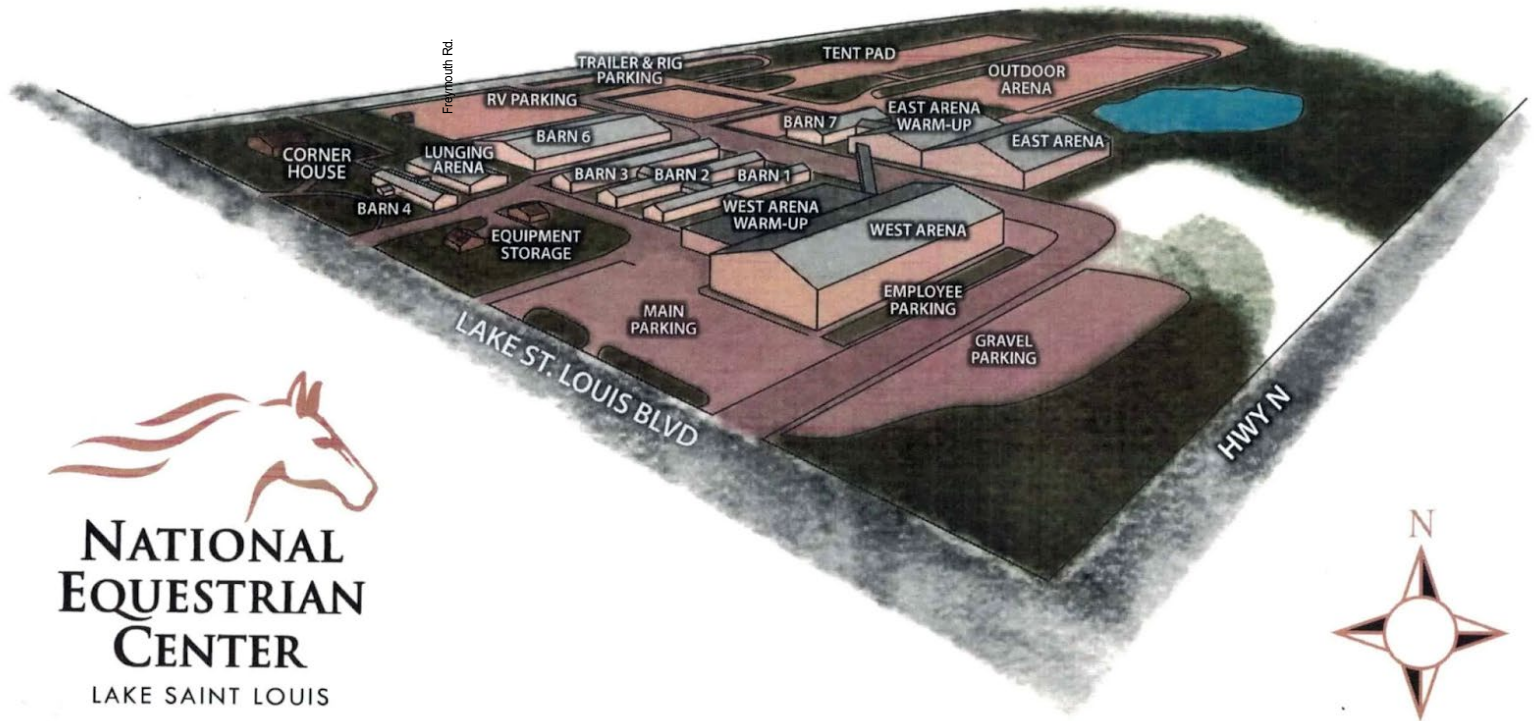 Freymouth Rd.
TRAILER & RIG
PARKING
TENT PAD
OUTDOOR
ARENA
RV PARKING
EAST ARENA
WARM-UP
BARN 7
BARN 6
EAST ARENA
CORNER
HOUSE
LUNGING
ARENA
BARN 3
BARN 2
BARN 1
BARN 4
WEST ARENA
WARM-UP
WEST ARENA
EQUIPMENT
STORAGE
EMPLOYEE
PARKING
MAIN
PARKING
GRAVEL
PARKING
LAKE ST. LOUIS BLVD
HWY N
NATIONAL
EQUESTRIAN
CENTER
LAKE SAINT LOUIS
N